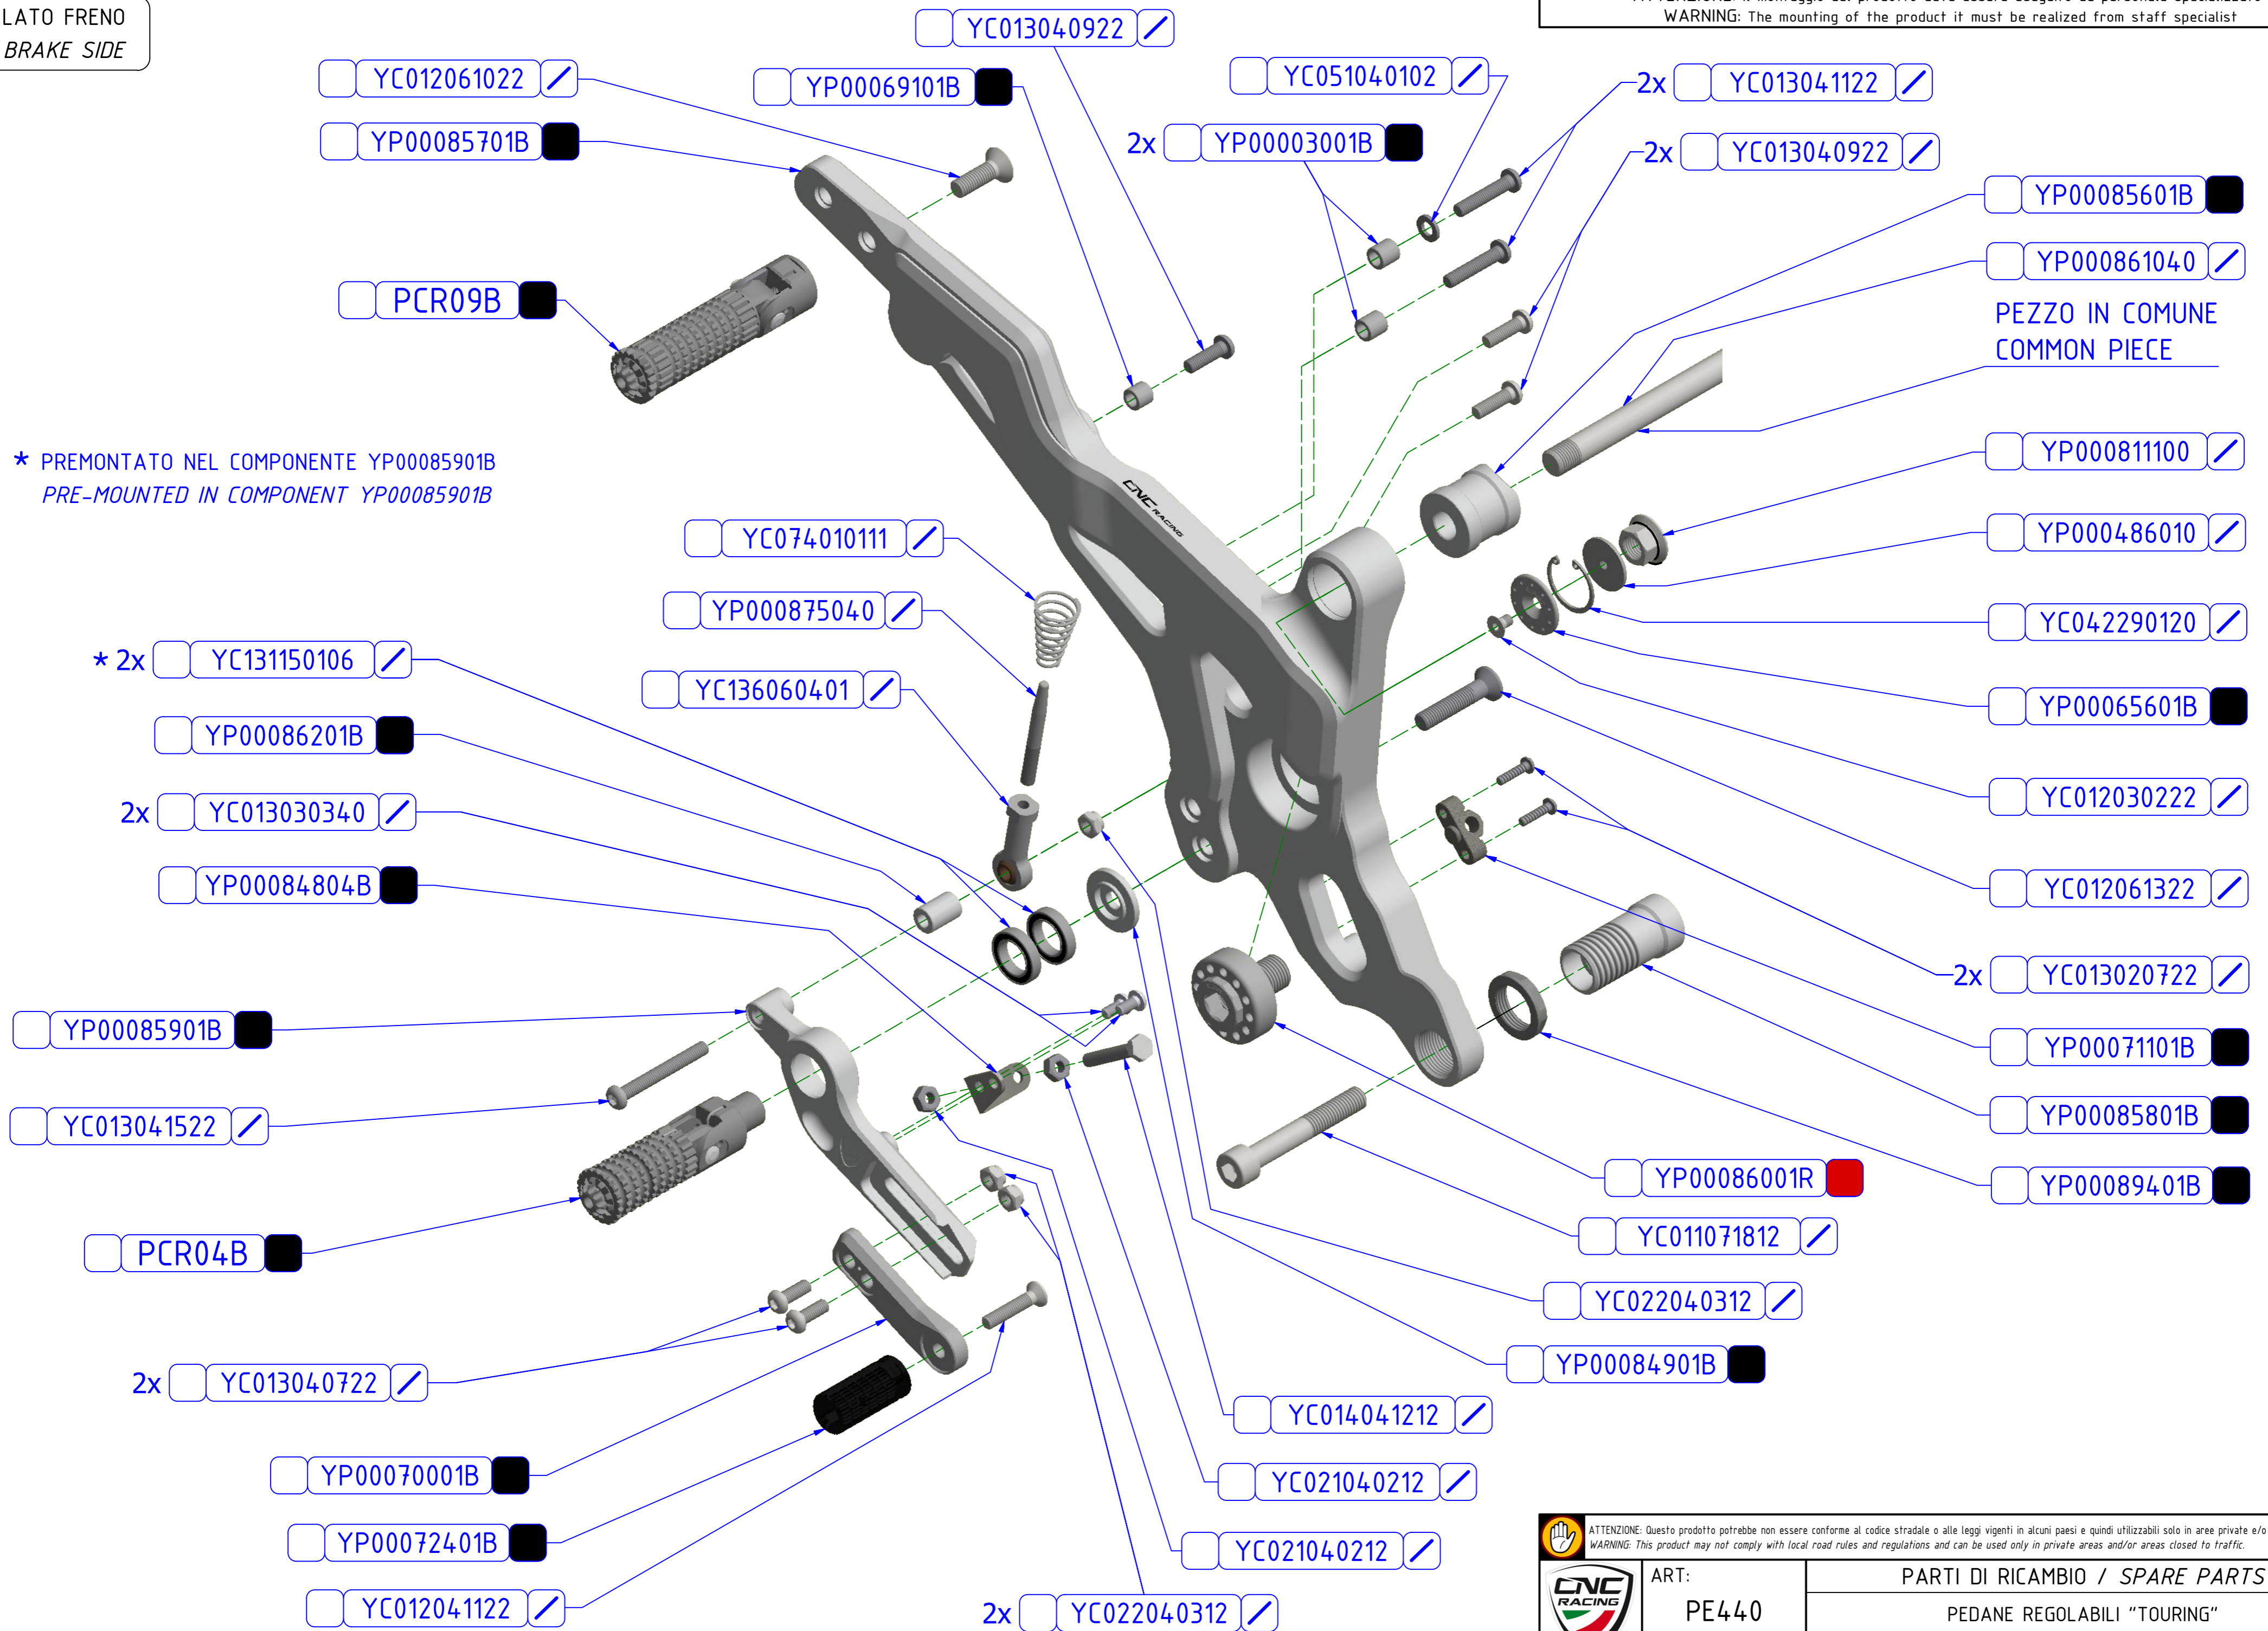 LATO FRENO
BRAKE SIDE
WARNING: The mounting of the product it must be realized from staff specialist
YC013040922
YC012061022
YP00069101B
YC051040102
2x YC013041122
YP00085701B
2x YP00003001B
2x YC013040922
YP00085601B
YP000861040
PCR09B
PEZZO IN COMUNE
COMMON PIECE
* PREMONTATO NEL COMPONENTE YP00085901B
PRE-MOUNTED IN COMPONENT YP00085901B
CNC RACING
YP000811100
YC074010111
YP000486010
YP000875040
YC042290120
* 2x YC131150106
YC136060401
YP00065601B
YP00086201B
YC012030222
2x YC013030340
YP00084804B
YC012061322
2x YC013020722
YP00085901B
YP00071101B
YC013041522
YP00085801B
YP00086001R
YP00089401B
YC011071812
PCR04B
YC022040312
YP00084901B
2x YC013040722
YC014041212
YP00070001B
YC021040212
YP00072401B
YC021040212
YC012041122
2x YC022040312
ATTENZIONE: Questo prodotto potrebbe non essere conforme al codice stradale o alle leggi vigenti in alcuni paesi e quindi utilizzabili solo in aree private e/o
WARNING: This product may not comply with local road rules and regulations and can be used only in private areas and/or areas closed to traffic.
CNC
RACING
ART:
PE440
PARTI DI RICAMBIO / SPARE PARTS
PEDANE REGOLABILI "TOURING"